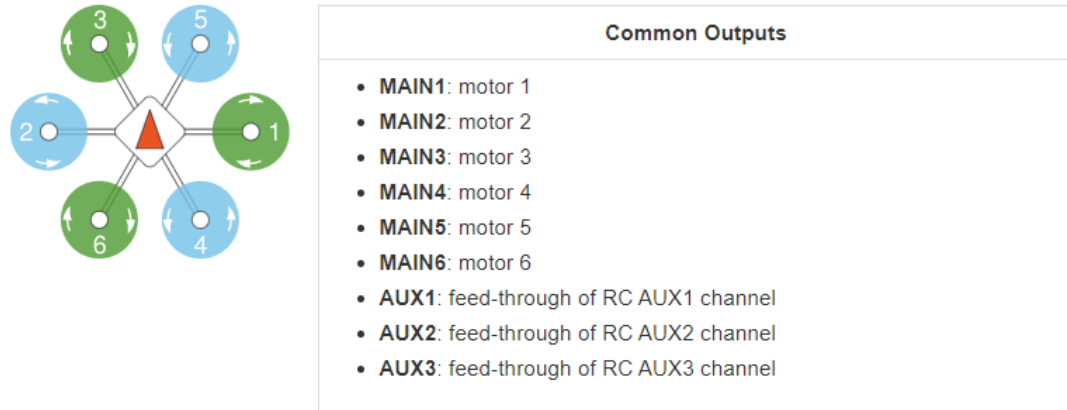 3
5
2
1
6
4
Common Outputs
MAIN1: motor 1
MAIN2: motor 2
MAIN3: motor 3
MAIN4: motor 4
MAIN5: motor 5
MAIN6: motor 6
AUX1: feed-through of RC AUX1 channel
AUX2: feed-through of RC AUX2 channel
AUX3: feed-through of RC AUX3 channel